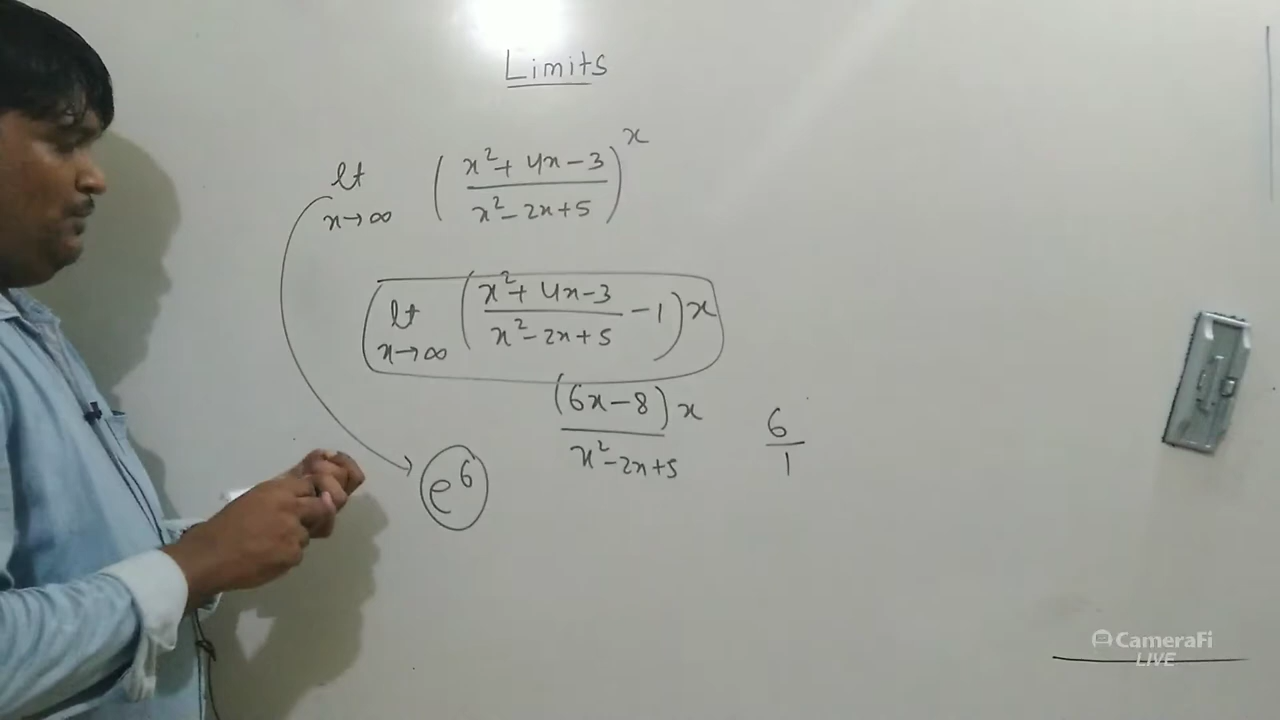 Limits
lt x→∞ ( x²+ 4x-3 / x²-2x+5 )^x
lt x→∞ ( x²+ 4x-3 / x²-2x+5 -1 ) x
(6x-8) x / x²-2x+5
6/1
e^6
CameraFi
LIVE